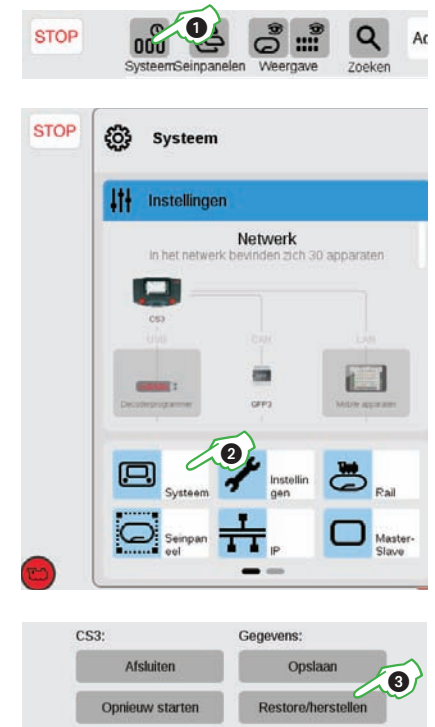 STOP
1
Systeem Seinpanelen Weergave Zoeken
STOP
Systeem
Instellingen
Netwerk
In het netwerk bevinden zich 30 apparaten
CS3
USB CAN LAN
Decoderprogrammer GFP3 Mobile apparaten
2
Systeem Instellin
gen Rail
Seinpan
eel IP Master-
Slave
CS3: Gegevens:
Afsluiten Opslaan
3
Opnieuw starten Restore/herstellen